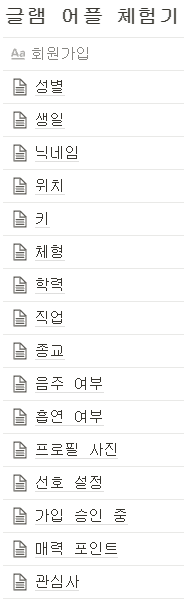 글램 어플 체험기
Aa 회원가입
성별
생일
닉네임
위치
키
체형
학력
직업
종교
음주 여부
흡연 여부
프로필 사진
선호 설정
가입 승인 중
매력 포인트
관심사